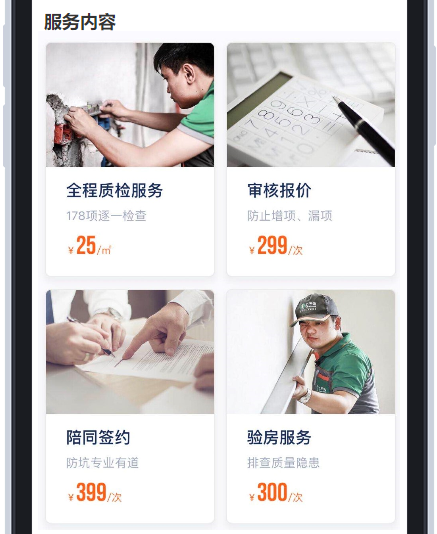 服务内容
全程质检服务
178项逐一检查
￥25/㎡
审核报价
防止增项、漏项
￥299/次
陪同签约
防坑专业有道
￥399/次
验房服务
排查质量隐患
￥300/次